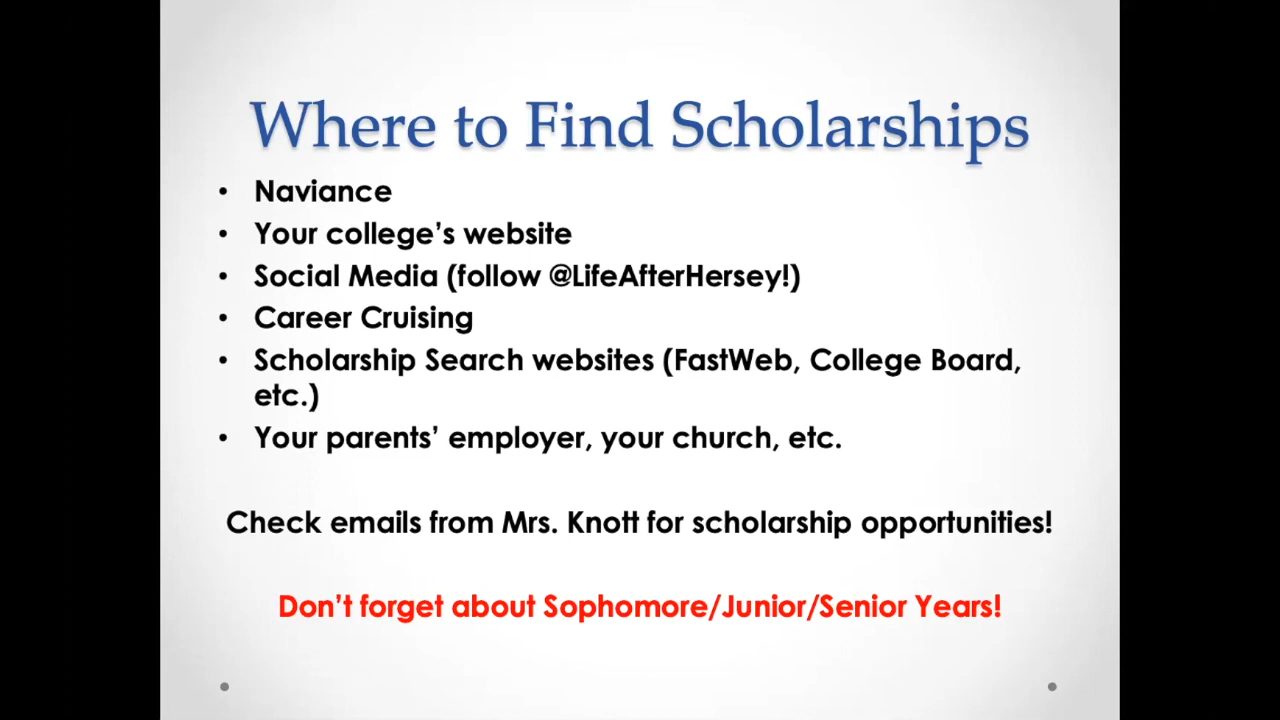 Where to Find Scholarships
• Naviance
• Your college’s website
• Social Media (follow @LifeAfterHersey!)
• Career Cruising
• Scholarship Search websites (FastWeb, College Board,
etc.)
• Your parents’ employer, your church, etc.
Check emails from Mrs. Knott for scholarship opportunities!
Don’t forget about Sophomore/Junior/Senior Years!